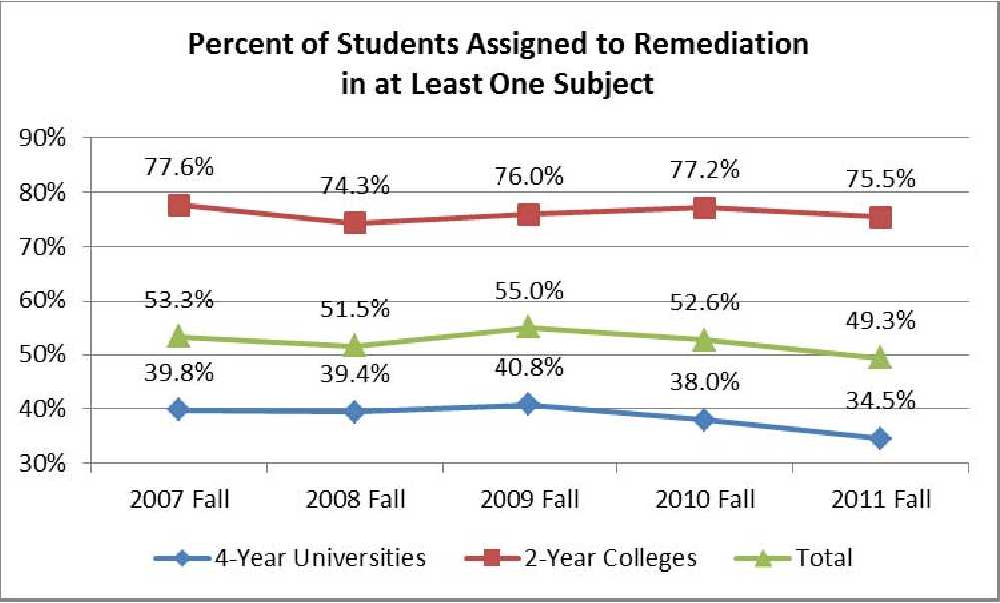 Percent of Students Assigned to Remediation
in at Least One Subject
90%
80%
70%
60%
50%
40%
30%
77.6%
74.3%
76.0%
77.2%
75.5%
53.3%
51.5%
55.0%
52.6%
49.3%
39.8%
39.4%
40.8%
38.0%
34.5%
2007 Fall
2008 Fall
2009 Fall
2010 Fall
2011 Fall
4-Year Universities
2-Year Colleges
Total